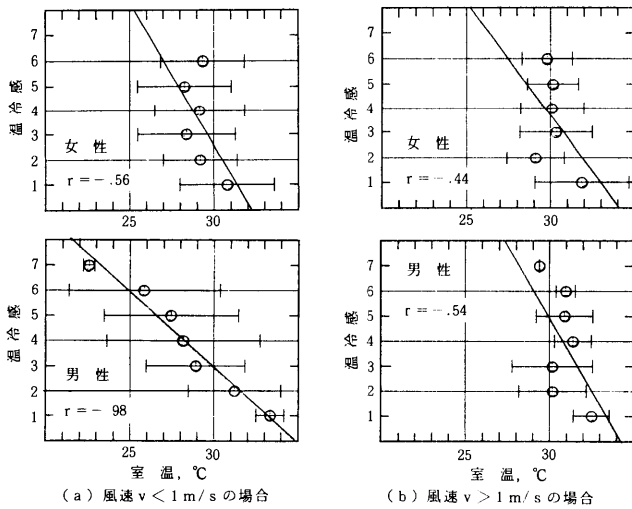 温冷感
6
5
4
3
2
1
女 性
r = - .56
25
30
温冷感
7
6
5
4
3
2
1
男 性
r = - 98
25
30
室 温, ℃
(a) 風速 v < 1 m/s の場合
温冷感
6
5
4
3
2
1
女 性
r = - .44
25
30
温冷感
7
6
5
4
3
2
1
男 性
r = - .54
25
30
室 温, ℃
(b) 風速 v > 1 m/s の場合